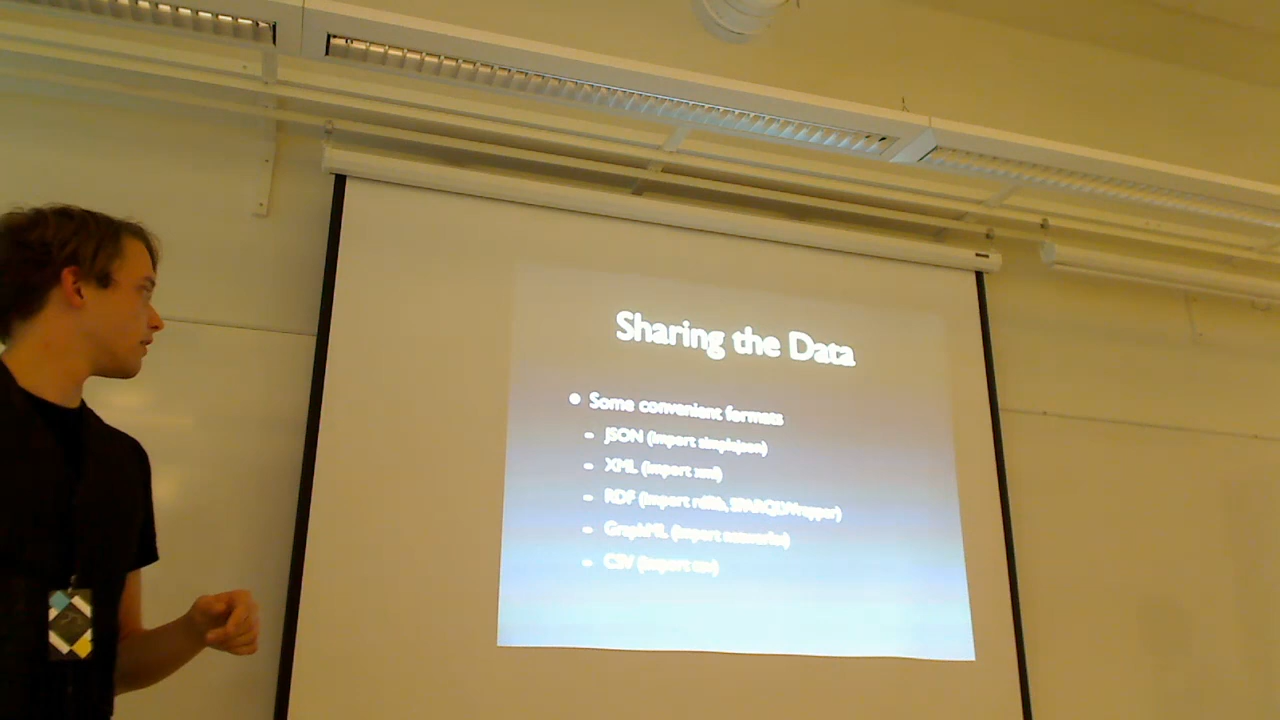 Sharing the Data
• Some convenient formats
- JSON (import simplejson)
- XML (import xml)
- RDF (import rdflib, SPARQLWrapper)
- GraphML (import networkx)
- CSV (import csv)